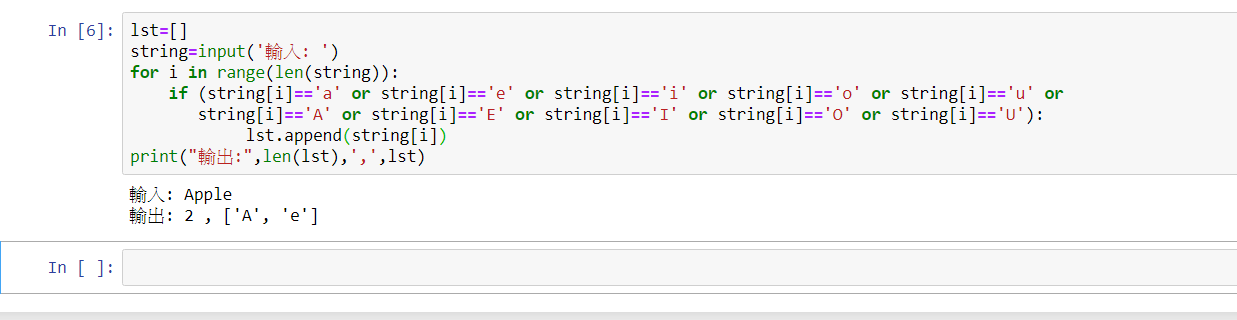 In [6]: lst=[]
string=input('輸入: ')
for i in range(len(string)):
    if (string[i]=='a' or string[i]=='e' or string[i]=='i' or string[i]=='o' or string[i]=='u' or
       string[i]=='A' or string[i]=='E' or string[i]=='I' or string[i]=='O' or string[i]=='U'):
            lst.append(string[i])
print("輸出:",len(lst),',',lst)
輸入: Apple
輸出: 2 , ['A', 'e']
In [ ]: